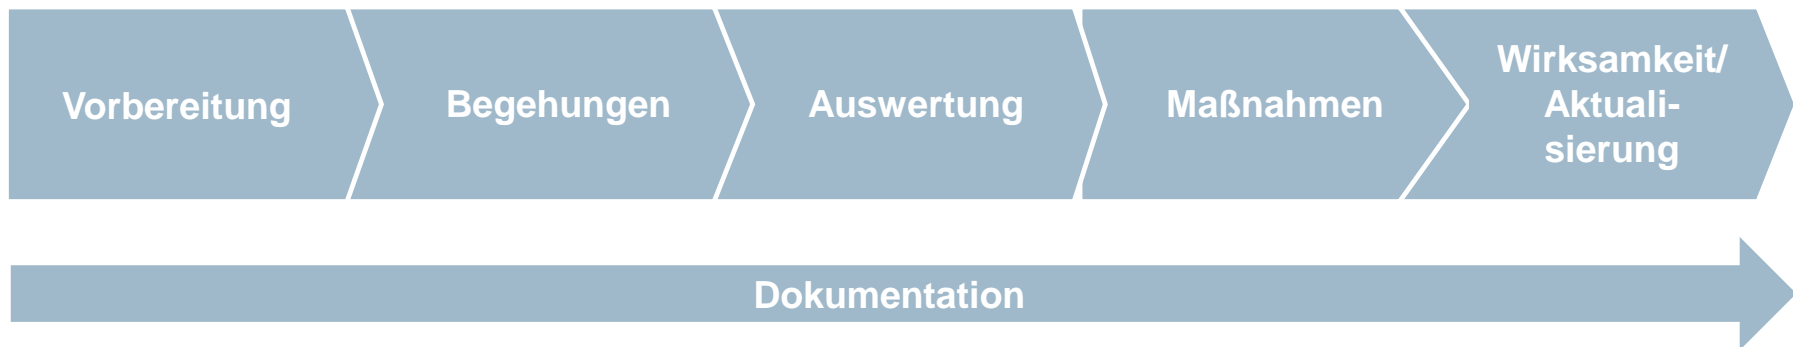 Vorbereitung
Begehungen
Auswertung
Maßnahmen
Wirksamkeit/
Aktuali-
sierung
Dokumentation